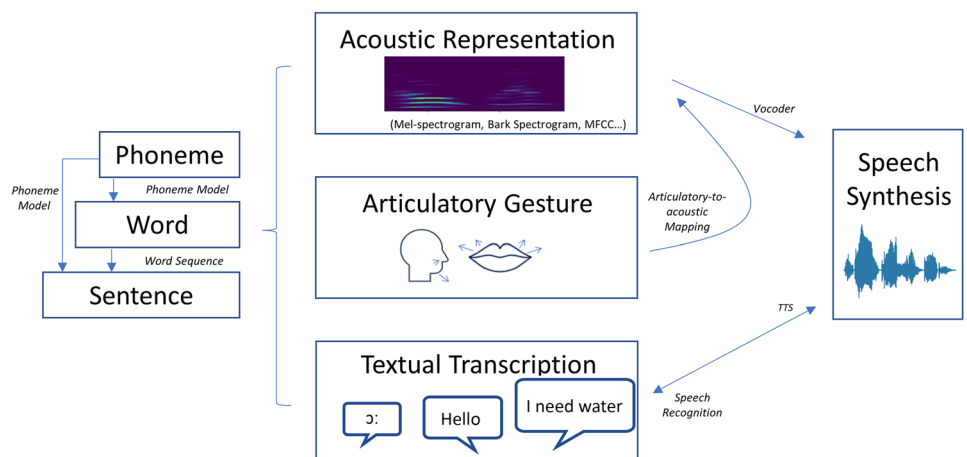 Phoneme
Phoneme
Model
Phoneme Model
Word
Word Sequence
Sentence
Acoustic Representation
(Mel-spectrogram, Bark Spectrogram, MFCC...)
Articulatory Gesture
Textual Transcription
ɔː
Hello
I need water
Vocoder
Articulatory-to-
acoustic
Mapping
TTS
Speech
Recognition
Speech
Synthesis